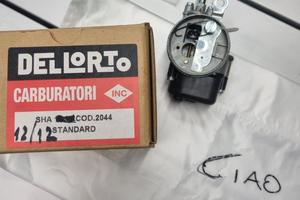 DELLORTO
CARBURATORI
INC
SHA COD.2044
12/12 STANDARD
CIAO